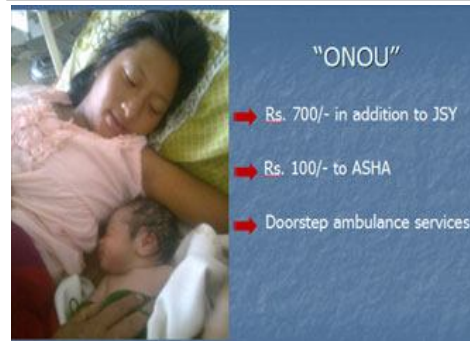 “ONOU”
Rs. 700/- in addition to JSY
Rs. 100/- to ASHA
Doorstep ambulance services